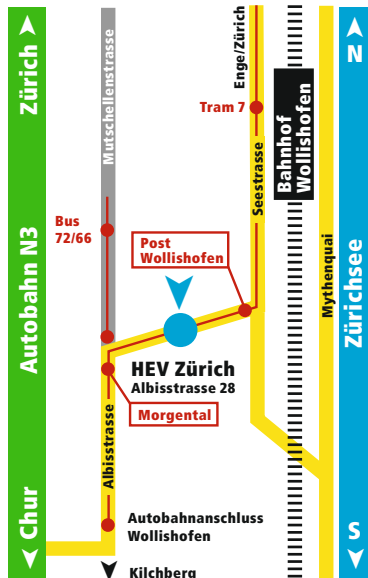 Zürich
Autobahn N3
Chur
Mutschellenstrasse
Enge/Zürich
N
Tram 7
Bahnhof
Wollishofen
Seestrasse
Bus
72/66
Post
Wollishofen
Mythenquai
Zürichsee
HEV Zürich
Albisstrasse 28
Morgental
Albisstrasse
Autobahnanschluss
Wollishofen
S
Kilchberg